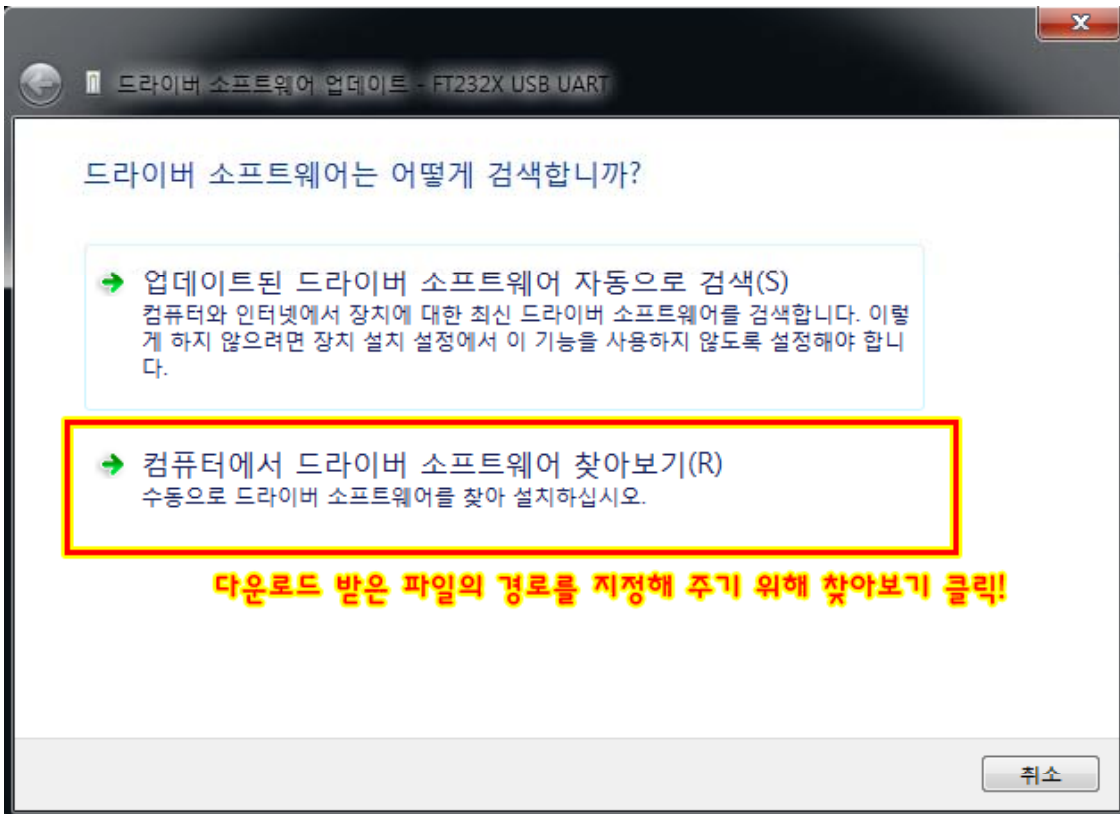 드라이버 소프트웨어 업데이트 - FT232X USB UART
드라이버 소프트웨어는 어떻게 검색합니까?
업데이트된 드라이버 소프트웨어 자동으로 검색(S)
컴퓨터와 인터넷에서 장치에 대한 최신 드라이버 소프트웨어를 검색합니다. 이렇
게 하지 않으려면 장치 설치 설정에서 이 기능을 사용하지 않도록 설정해야 합니
다.
컴퓨터에서 드라이버 소프트웨어 찾아보기(R)
수동으로 드라이버 소프트웨어를 찾아 설치하십시오.
다운로드 받은 파일의 경로를 지정해 주기 위해 찾아보기 클릭!
취소